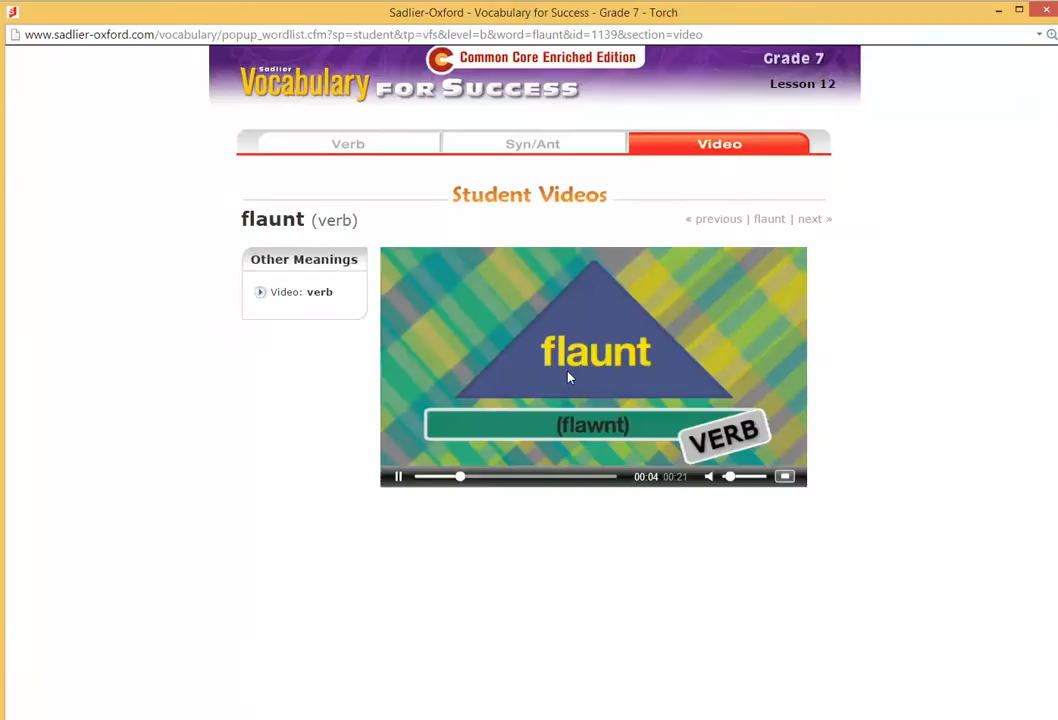 Sadlier-Oxford - Vocabulary for Success - Grade 7 - Torch
www.sadlier-oxford.com/vocabulary/popup_wordlist.cfm?sp=student&tp=vfs&level=b&word=flaunt&id=1139&section=video
C Common Core Enriched Edition
Grade 7
Sadlier
Vocabulary FOR SUCCESS
Lesson 12
Verb
Syn/Ant
Video
Student Videos
flaunt (verb)
« previous | flaunt | next »
Other Meanings
Video: verb
flaunt
(flawnt)
VERB
00:04 00:21